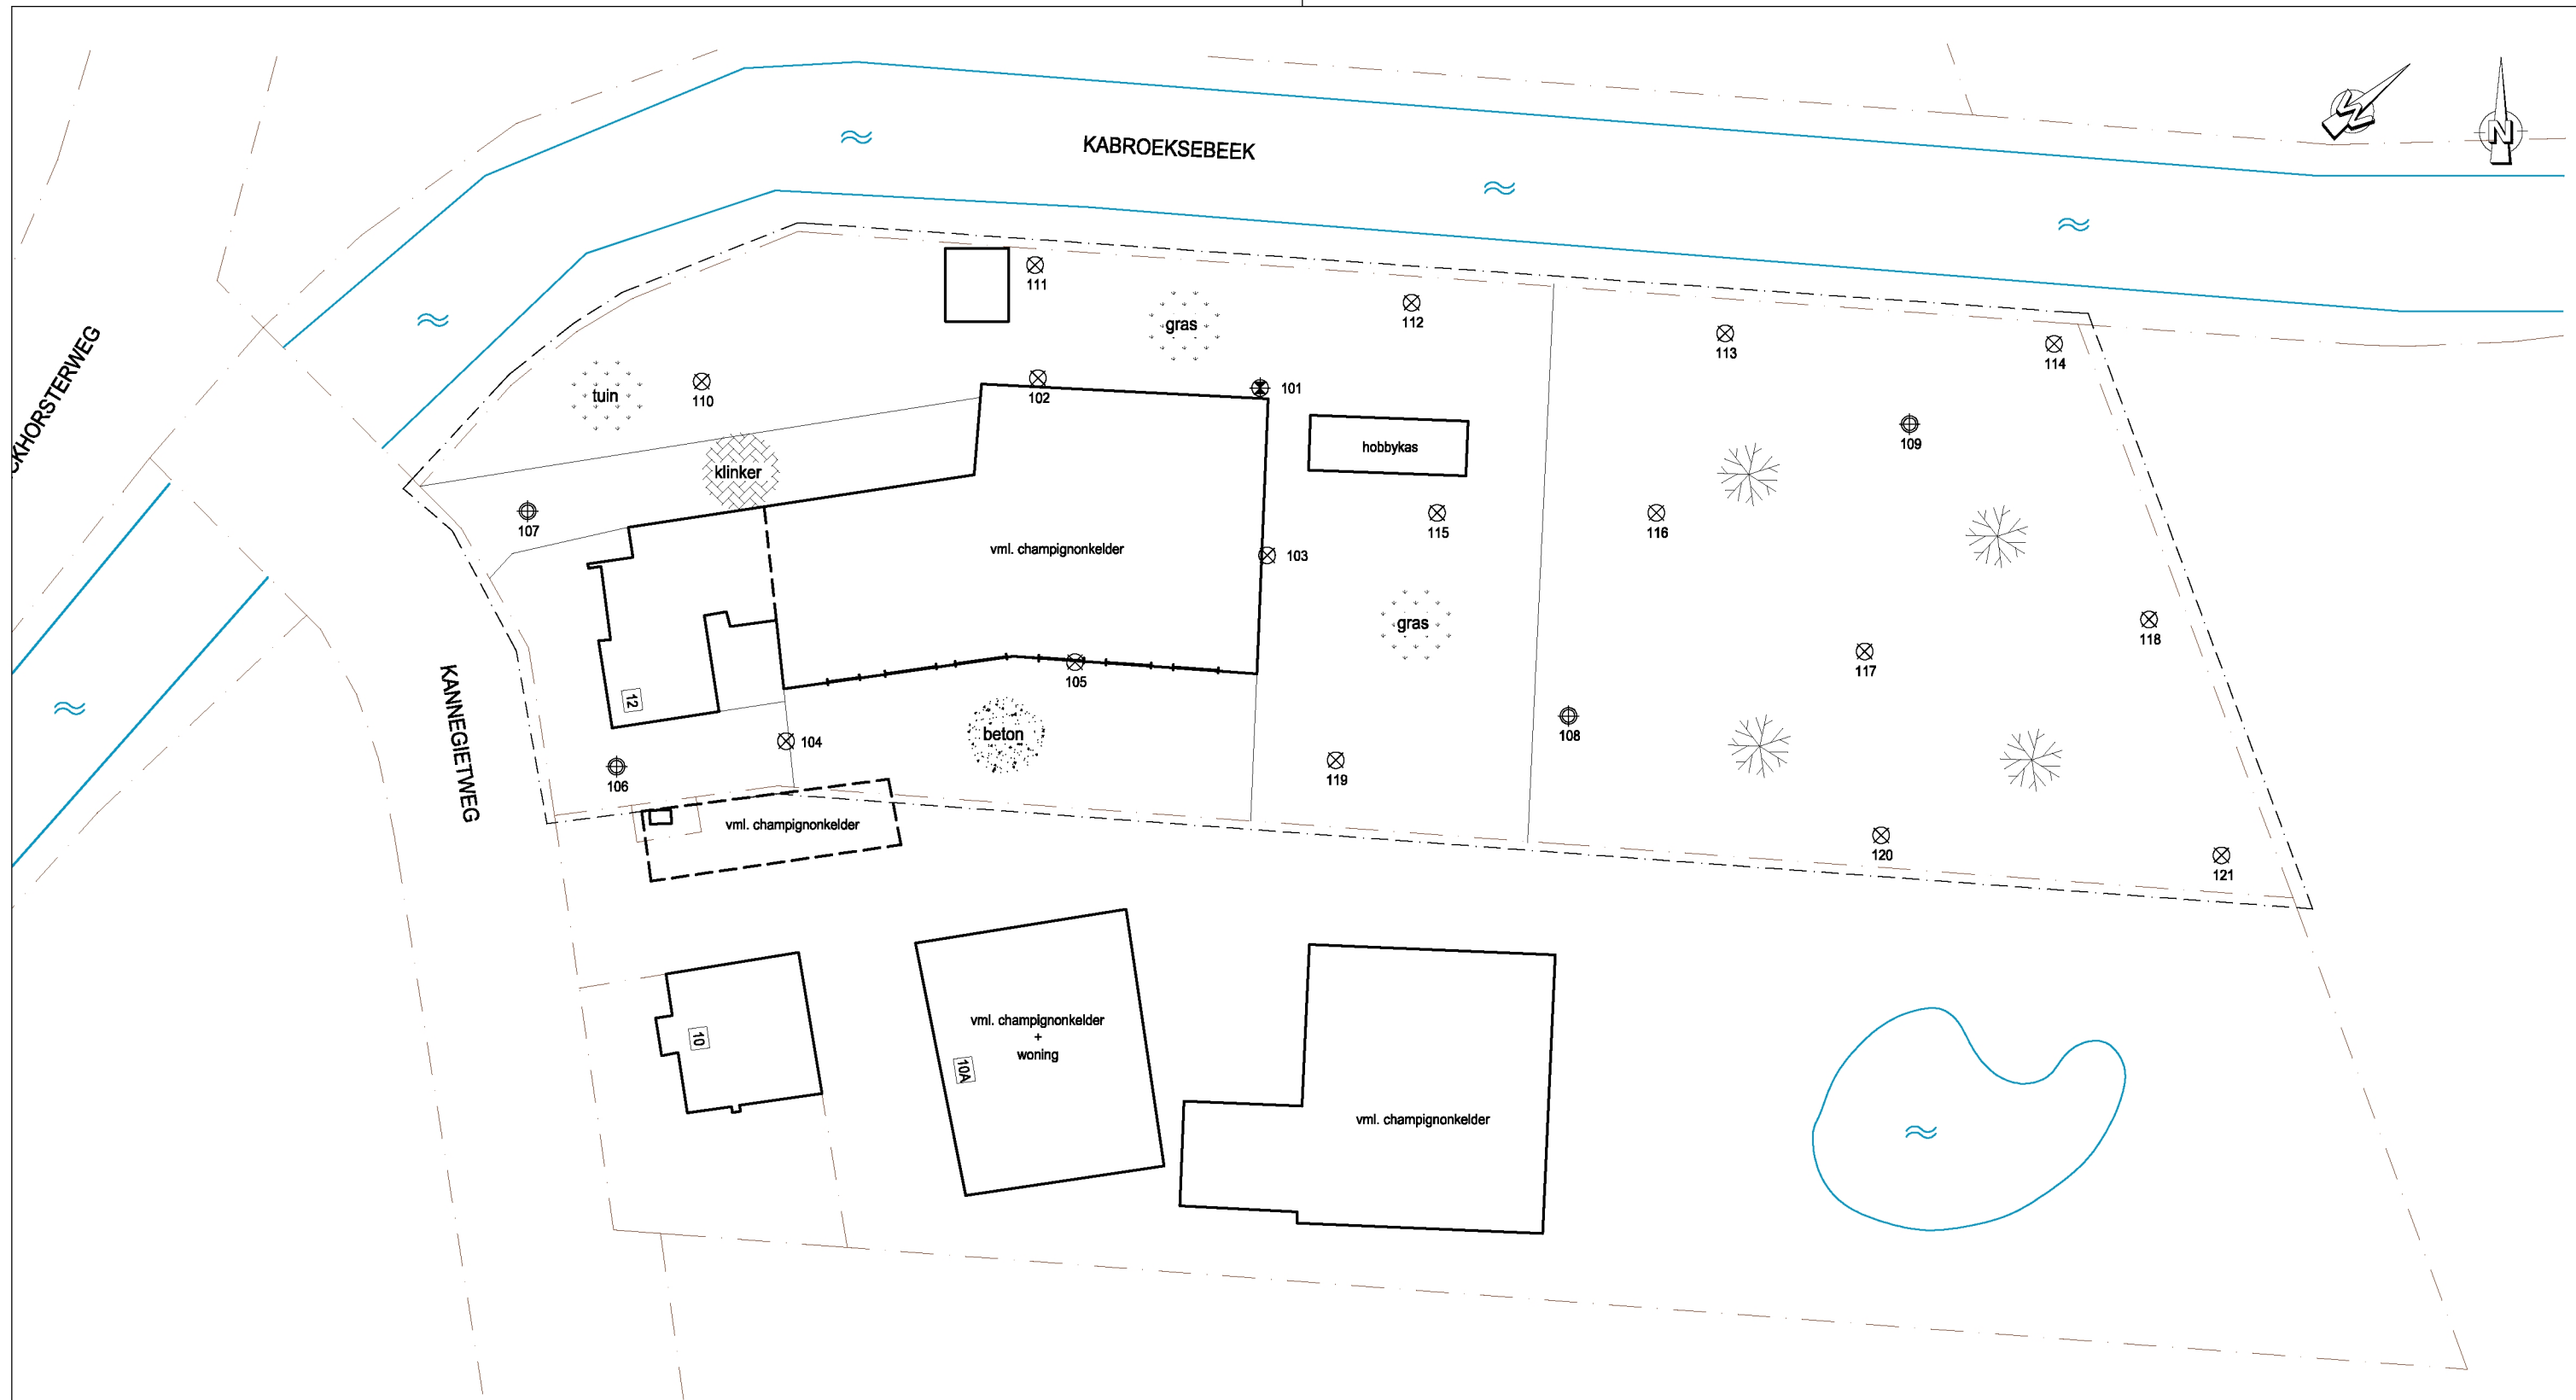 KABROEKSEBEEK
N
N
111
gras
112
113
114
CKHORSTERWEG
tuin
110
102
101
109
klinker
hobbykas
107
115
116
vml. champignonkelder
103
gras
118
117
105
12
KANNEGIETWEG
beton
108
104
119
106
vml. champignonkelder
120
121
10
vml. champignonkelder
+
woning
10A
vml. champignonkelder